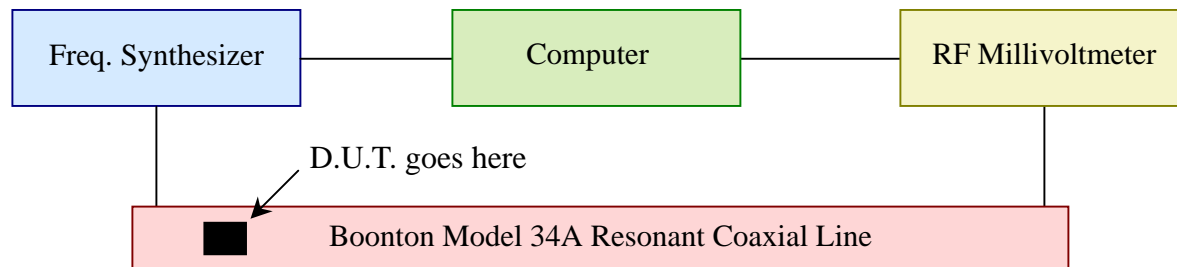 Freq. Synthesizer
Computer
RF Millivoltmeter
D.U.T. goes here
Boonton Model 34A Resonant Coaxial Line